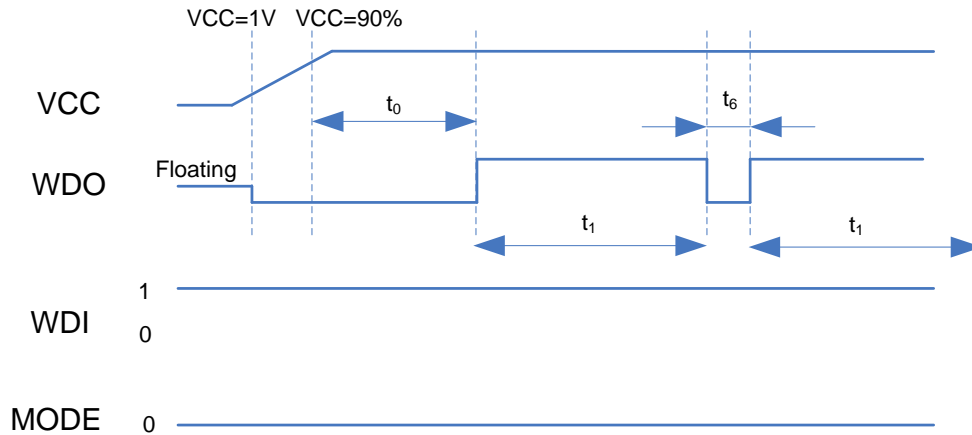 VCC=1V VCC=90%
VCC
t0
t6
Floating
WDO
t1
t1
1
WDI
0
MODE 0